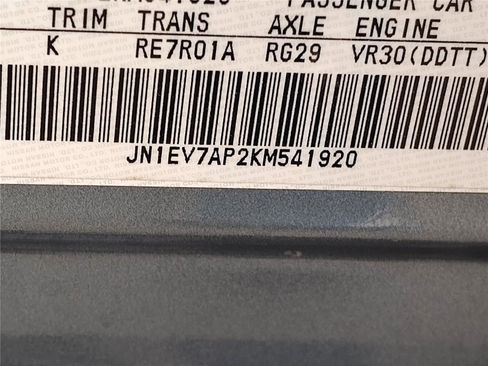 PASSENGER CAR
TRIM TRANS AXLE ENGINE
K RE7R01A RG29 VR30(DDTT)
JN1EV7AP2KM541920